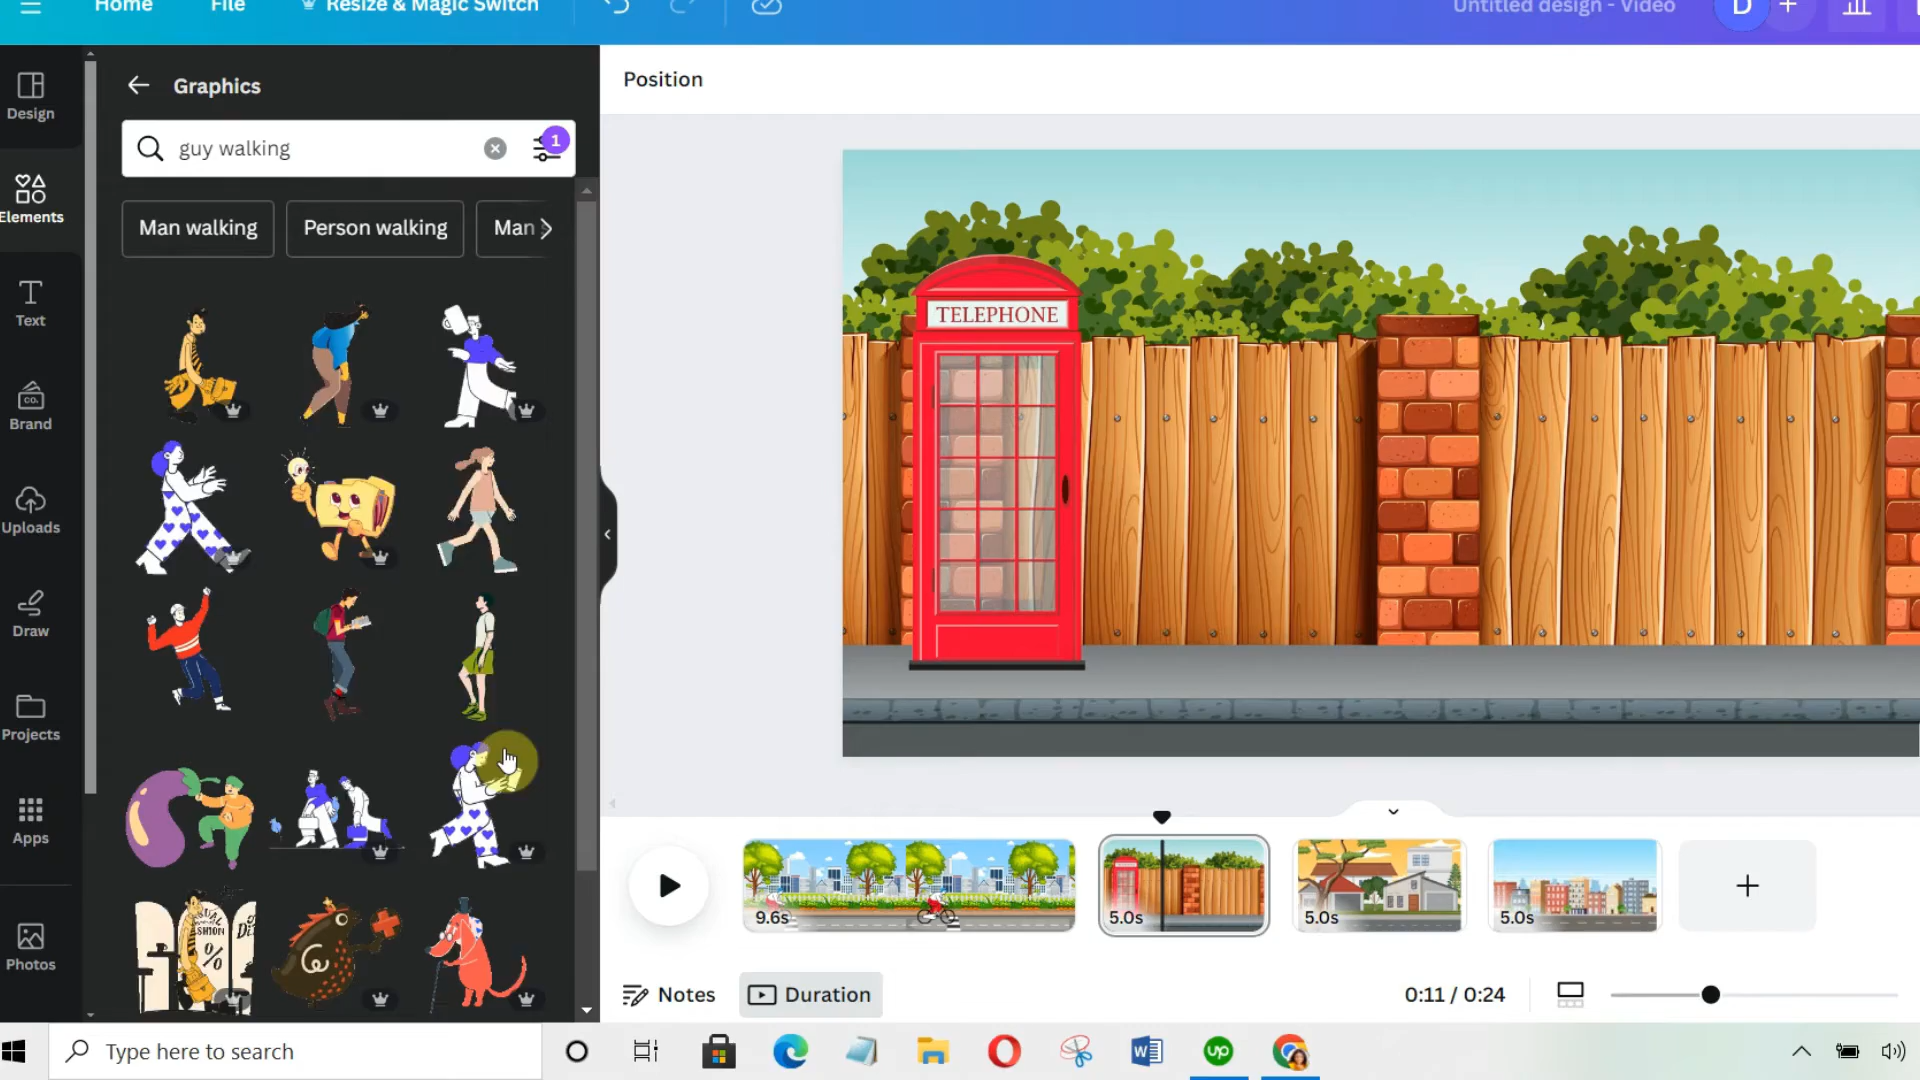 Home File Resize & Magic Switch Untitled design - Video D
Design
Elements
Text
CO.
Brand
Uploads
Draw
Projects
Apps
Photos
Graphics
guy walking
1
Man walking Person walking Man
Position
TELEPHONE
9.6s 5.0s 5.0s 5.0s
Notes Duration 0:11 / 0:24
Type here to search
W up